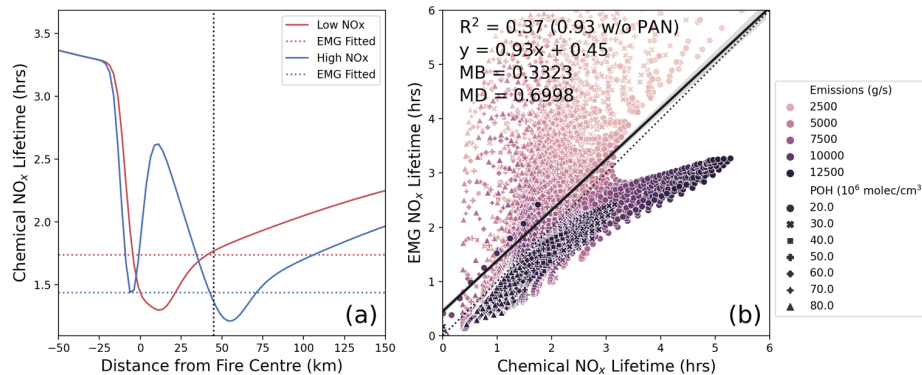 Low NOx
EMG Fitted
High NOx
EMG Fitted
Chemical NOx Lifetime (hrs)
3.5
3.0
2.5
2.0
1.5
-50 -25 0 25 50 75 100 125 150
Distance from Fire Centre (km)
(a)
R² = 0.37 (0.93 w/o PAN)
y = 0.93x + 0.45
MB = 0.3323
MD = 0.6998
EMG NOx Lifetime (hrs)
6
5
4
3
2
1
0
0 1 2 3 4 5 6
Chemical NOx Lifetime (hrs)
(b)
Emissions (g/s)
2500
5000
7500
10000
12500
POH (10⁶ molec/cm³
20.0
30.0
40.0
50.0
60.0
70.0
80.0